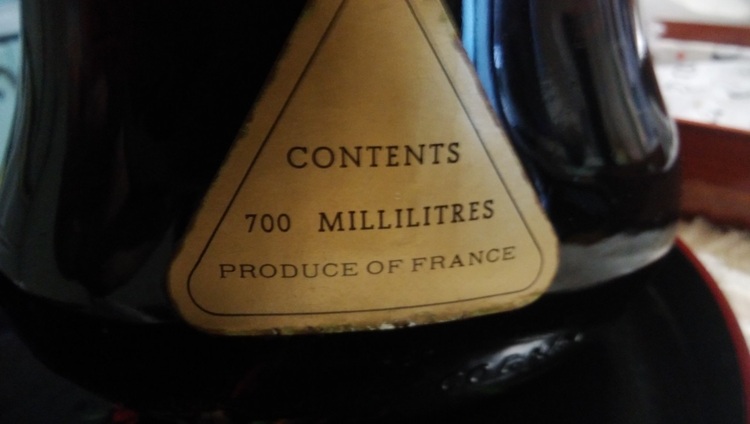 CONTENTS
700 MILLILITRES
PRODUCE OF FRANCE